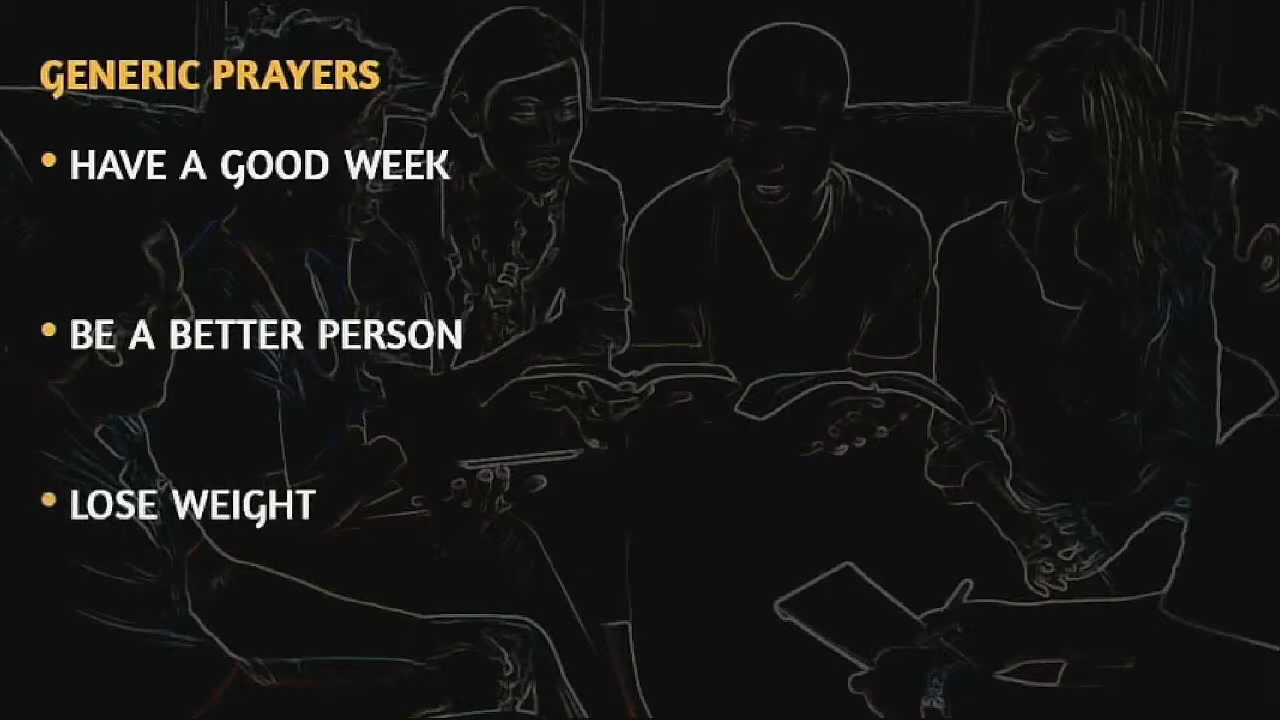 GENERIC PRAYERS
• HAVE A GOOD WEEK
• BE A BETTER PERSON
• LOSE WEIGHT